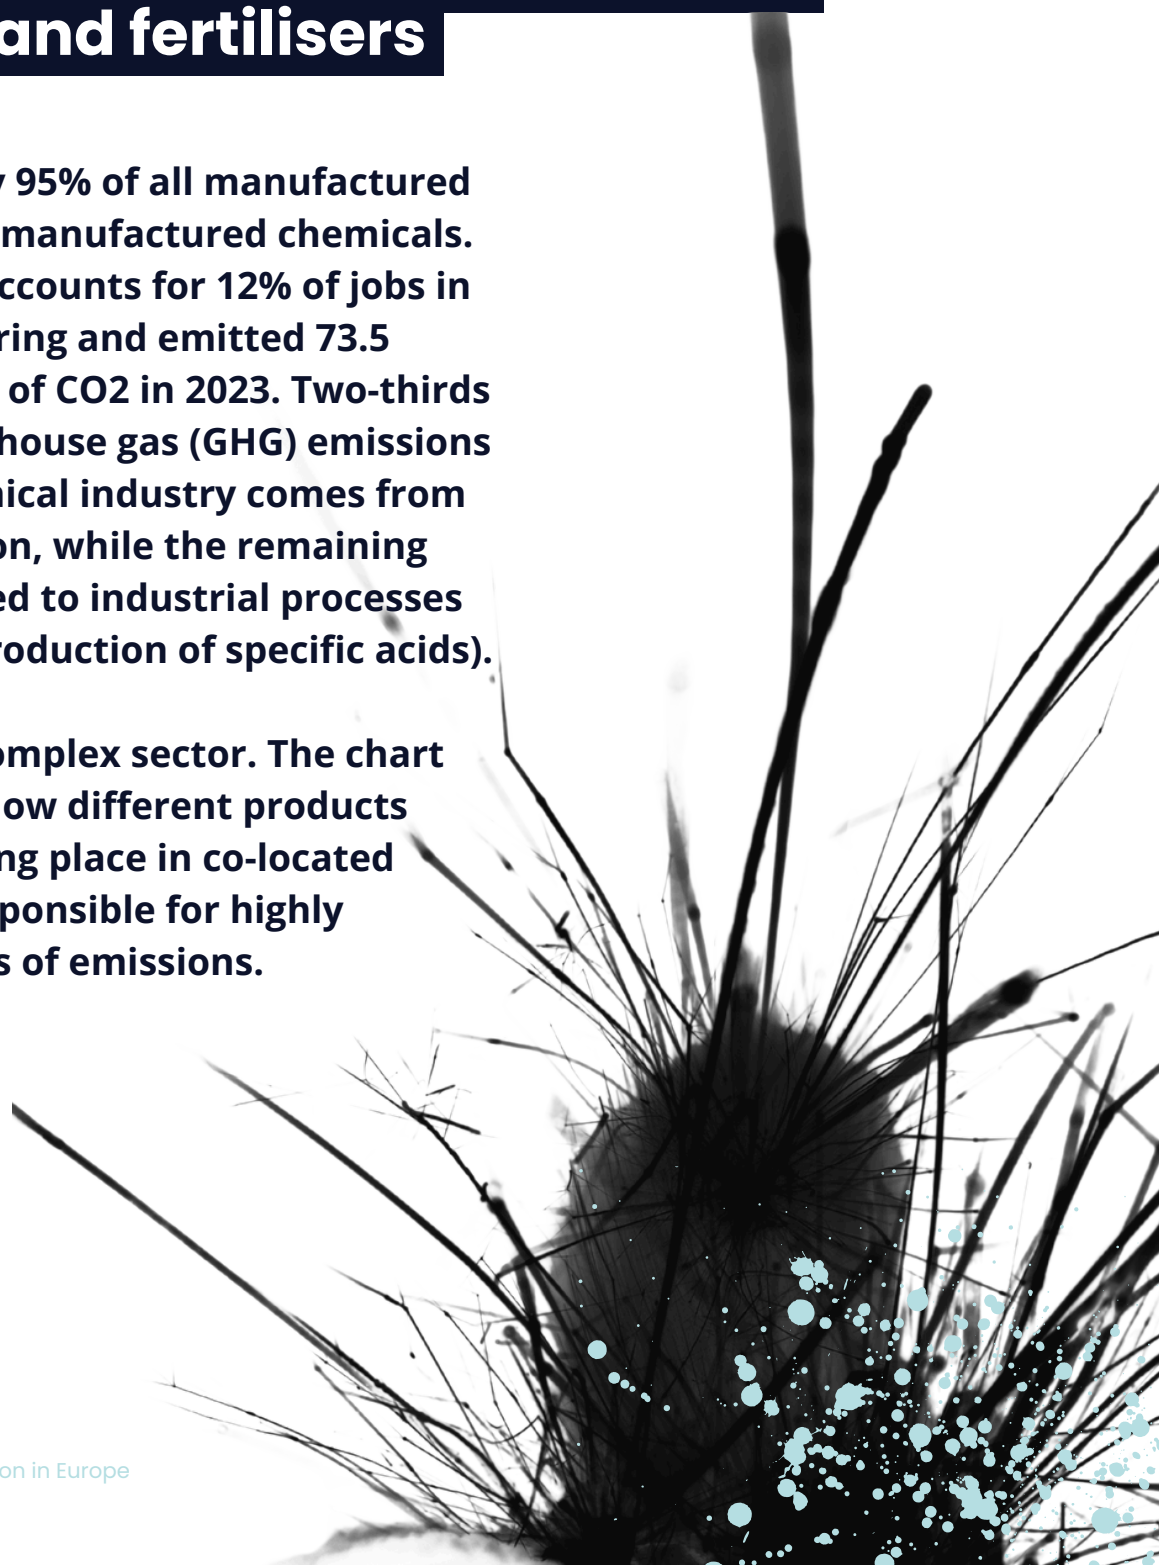 and fertilisers
95% of all manufactured
manufactured chemicals.
ccounts for 12% of jobs in
ring and emitted 73.5
of CO2 in 2023. Two-thirds
house gas (GHG) emissions
ical industry comes from
on, while the remaining
ed to industrial processes
roduction of specific acids).
omplex sector. The chart
ow different products
ng place in co-located
ponsible for highly
s of emissions.
on in Europe